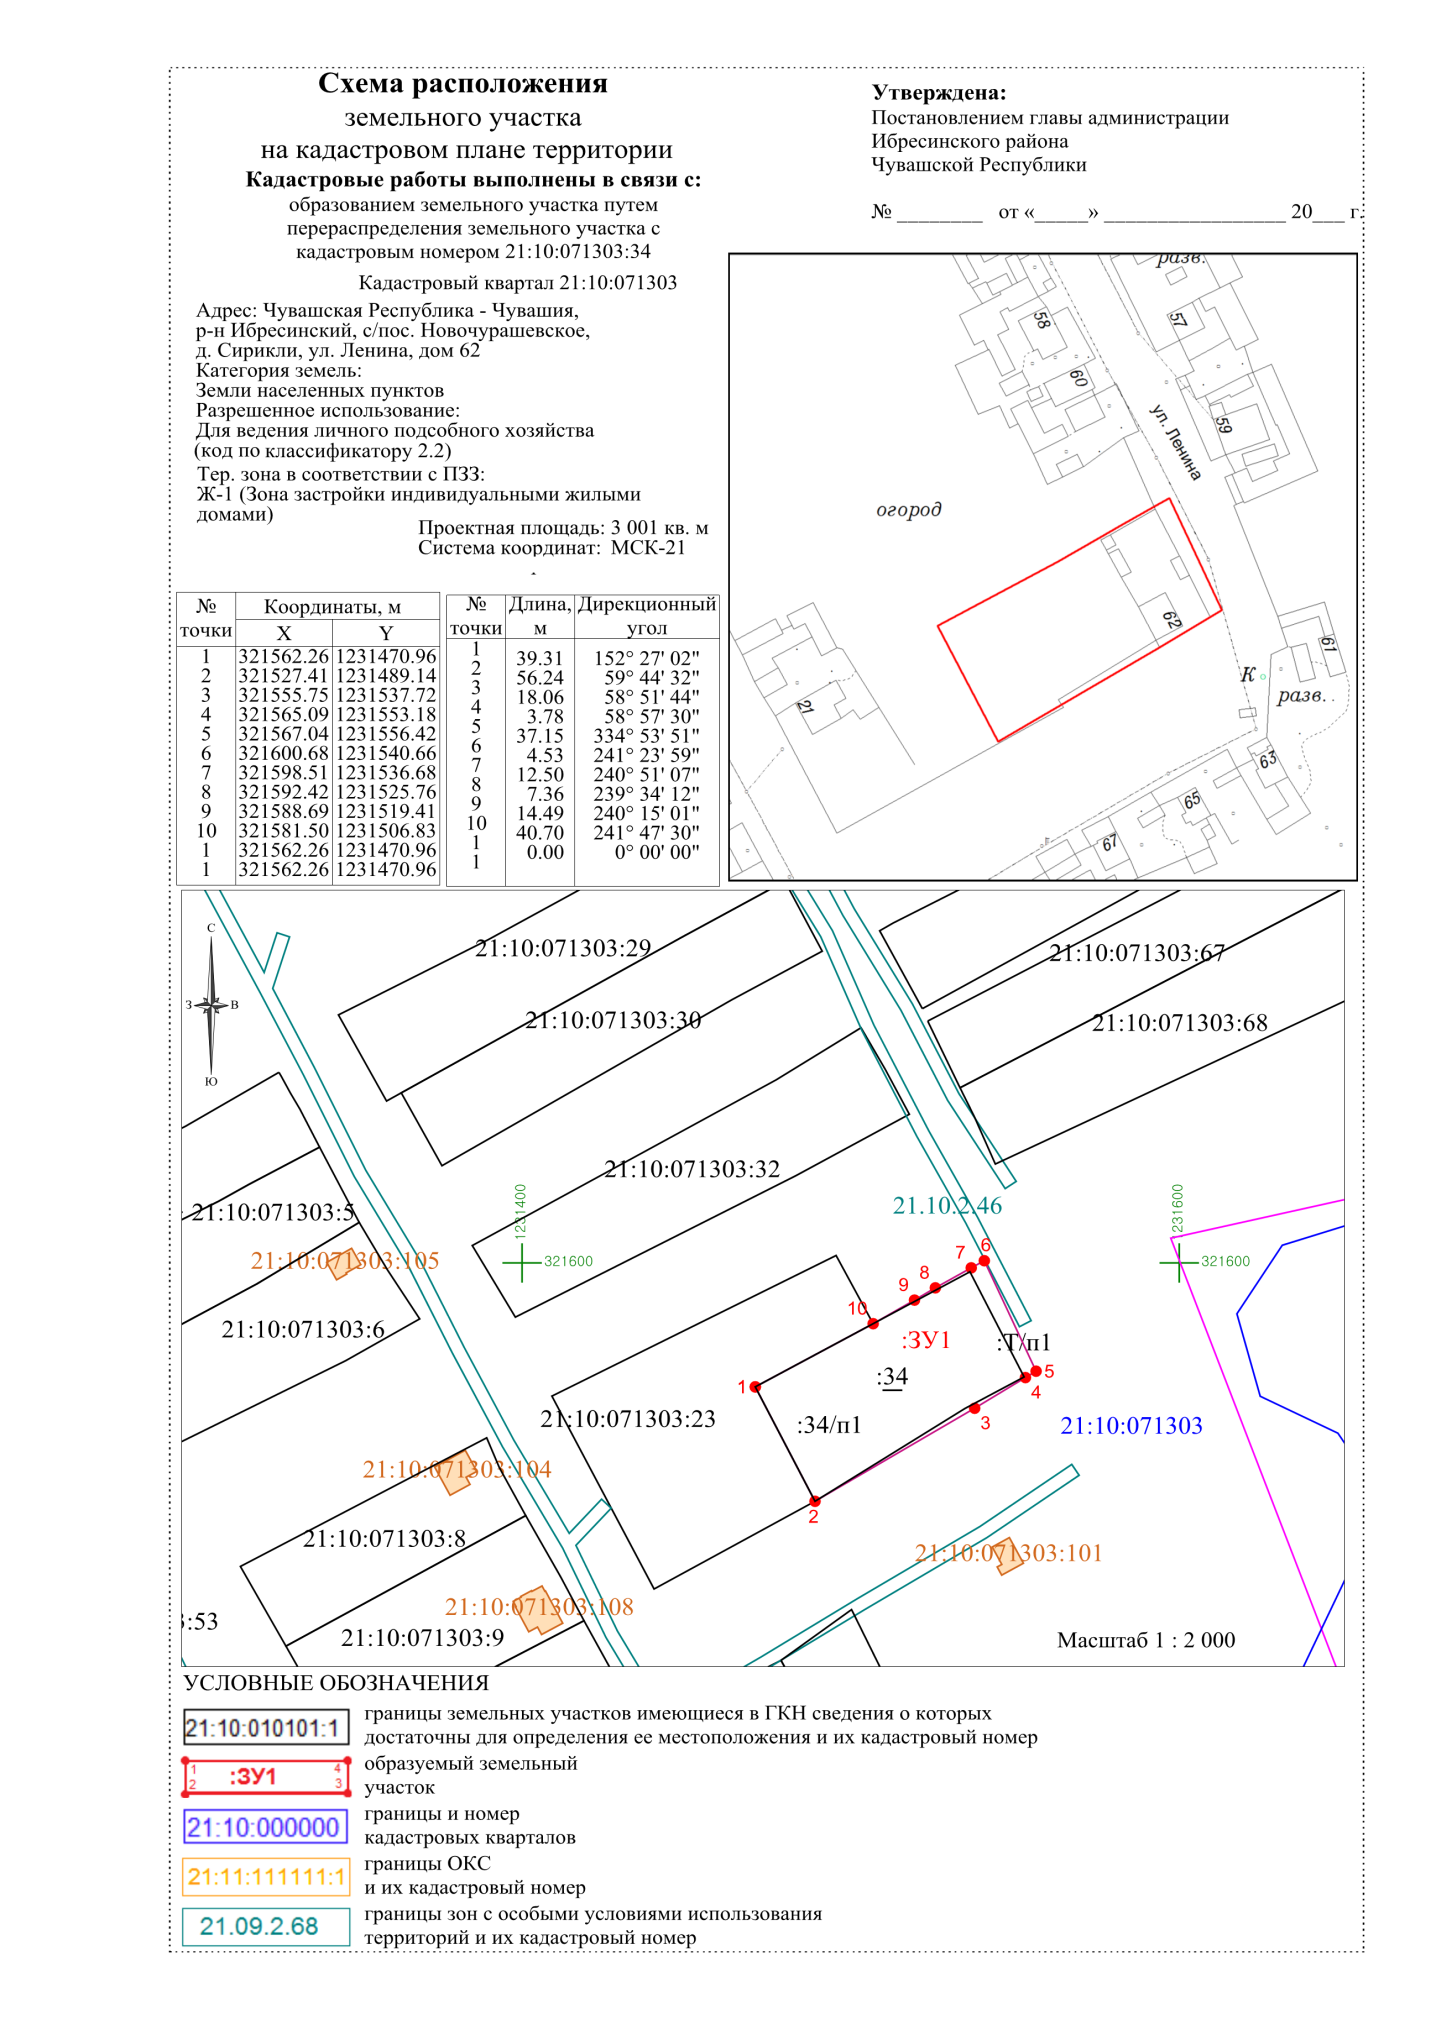 Схема расположения
земельного участка
на кадастровом плане территории
Кадастровые работы выполнены в связи с:
образованием земельного участка путем
перераспределения земельного участка с
кадастровым номером 21:10:071303:34
Кадастровый квартал 21:10:071303
Адрес: Чувашская Республика - Чувашия,
р-н Ибресинский, с/пос. Новочурашевское,
д. Сирикли, ул. Ленина, дом 62
Категория земель:
Земли населенных пунктов
Разрешенное использование:
Для ведения личного подсобного хозяйства
(код по классификатору 2.2)
Тер. зона в соответствии с ПЗЗ:
Ж-1 (Зона застройки индивидуальными жилыми
домами)
Проектная площадь: 3 001 кв. м
Система координат: МСК-21
Утверждена:
Постановлением главы администрации
Ибресинского района
Чувашской Республики
№ ________ от «_____» _________________ 20___ г.
№ точки Координаты, м
X Y
1 321562.26 1231470.96
2 321527.41 1231489.14
3 321555.75 1231537.72
4 321565.09 1231553.18
5 321567.04 1231556.42
6 321600.68 1231540.66
7 321598.51 1231536.68
8 321592.42 1231525.76
9 321588.69 1231519.41
10 321581.50 1231506.83
1 321562.26 1231470.96
1 321562.26 1231470.96
№ Длина, Дирекционный
точки м угол
1
39.31 152° 27' 02"
2
56.24 59° 44' 32"
3
18.06 58° 51' 44"
4
3.78 58° 57' 30"
5
37.15 334° 53' 51"
6
4.53 241° 23' 59"
7
12.50 240° 51' 07"
8
7.36 239° 34' 12"
9
14.49 240° 15' 01"
10
40.70 241° 47' 30"
1
0.00 0° 00' 00"
1
разв.
58
57
60
59
ул. Ленина
огород
62
61
К
разв.
21
63
65
67
21:10:071303:29
21:10:071303:67
21:10:071303:30
21:10:071303:68
С
З
В
Ю
21:10:071303:32
21:10:071303:5
1231400
321600
21.10.2.46
231600
321600
21:10:071303:105
21:10:071303:6
7
6
8
9
10
:ЗУ1
:Т/п1
:34
1
5
4
3
2
:34/п1
21:10:071303:23
21:10:071303
21:10:071303:104
21:10:071303:8
21:10:071303:101
21:10:071303:108
:53
21:10:071303:9
Масштаб 1 : 2 000
УСЛОВНЫЕ ОБОЗНАЧЕНИЯ
21:10:010101:1
границы земельных участков имеющиеся в ГКН сведения о которых
достаточны для определения ее местоположения и их кадастровый номер
1 4
:ЗУ1
2 3
образуемый земельный
участок
21:10:000000
границы и номер
кадастровых кварталов
21:11:111111:1
границы ОКС
и их кадастровый номер
21.09.2.68
границы зон с особыми условиями использования
территорий и их кадастровый номер